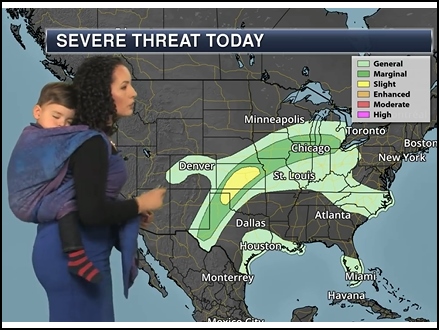 SEVERE THREAT TODAY
General
Marginal
Slight
Enhanced
Moderate
High
Minneapolis
Toronto
Boston
Chicago
New York
Denver
St. Louis
Atlanta
Dallas
Houston
Monterrey
Miami
Havana
Mexico City